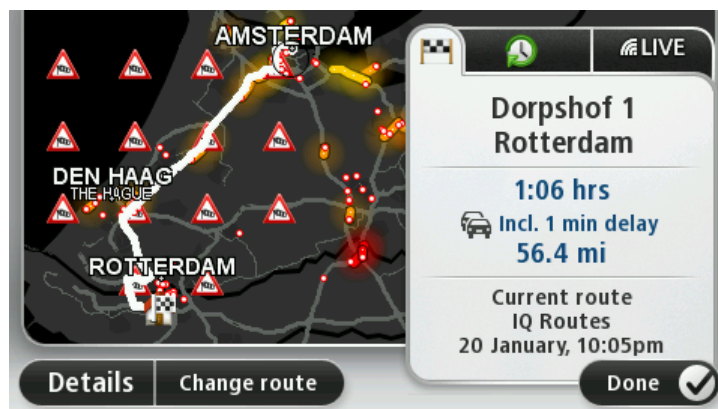 AMSTERDAM
DEN HAAG
THE HAGUE
ROTTERDAM
LIVE
Dorpshof 1
Rotterdam
1:06 hrs
Incl. 1 min delay
56.4 mi
Current route
IQ Routes
20 January, 10:05pm
Details
Change route
Done